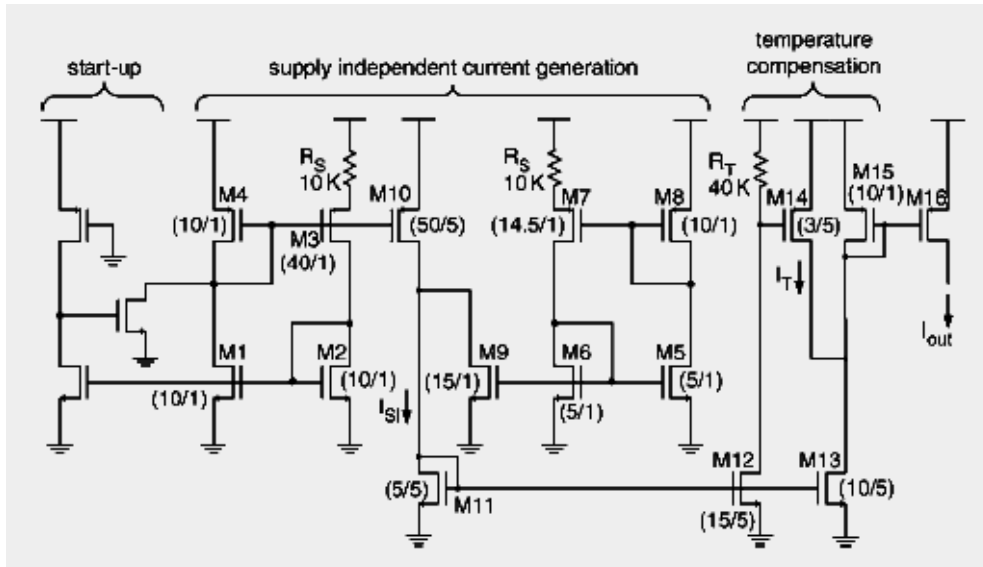 start-up
supply independent current generation
temperature
compensation
R_S
10K
R_S
10K
R_T
40K
M15
(10/1)
M16
M4
(10/1)
M3
(40/1)
M10
(50/5)
M7
(14.5/1)
M8
(10/1)
M14
(3/5)
I_T
I_out
M1
(10/1)
M2
(10/1)
M9
(15/1)
M6
(5/1)
M5
(5/1)
I_SI
(5/5)
M11
M12
(15/5)
M13
(10/5)